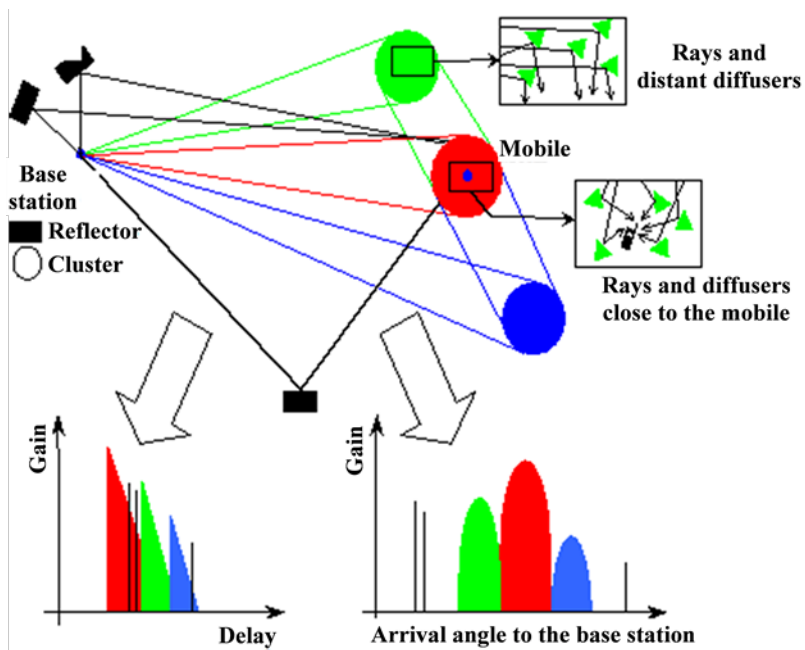 Rays and
distant diffusers
Mobile
Base
station
Reflector
Cluster
Rays and diffusers
close to the mobile
Gain
Delay
Gain
Arrival angle to the base station